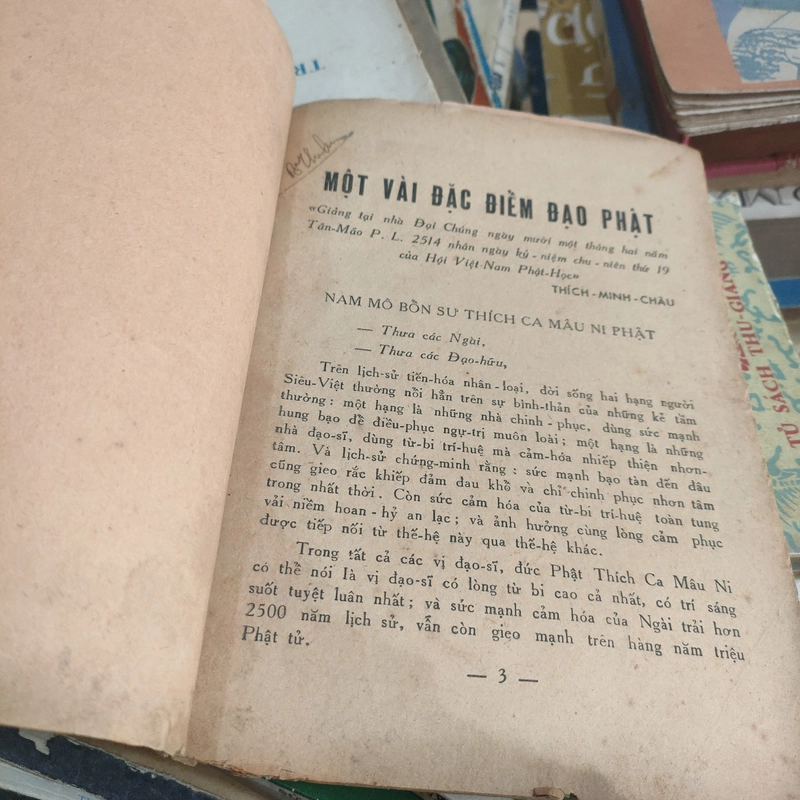 TR
MỘT VÀI ĐẶC ĐIỂM ĐẠO PHẬT
«Giảng tại nhà Đại Chúng ngày mười một tháng hai năm
Tân-Mão P. L. 2514 nhân ngày kỷ-niệm chu-niên thứ 19
của Hội Việt-Nam Phật-Học»
THÍCH-MINH-CHÂU
NAM MÔ BỒN SƯ THÍCH CA MÂU NI PHẬT
— Thưa các Ngài,
— Thưa các Đạo-hữu,
Trên lịch-sử tiến-hóa nhân-loại, đời sống hai hạng người
Siêu-Việt thường nổi hẳn trên sự bình-thản của những kẻ tầm
thường: một hạng là những nhà chinh-phục, dùng sức mạnh
hung bạo để điều-phục ngự-trị muôn loài; một hạng là những
nhà đạo-sĩ, dùng từ-bi trí-huệ mà cảm-hóa nhiếp thiện nhơn-
tâm. Và lịch-sử chứng-minh rằng: sức mạnh bạo tàn đến đâu
cũng gieo rắc khiếp đảm đau khổ và chỉ chinh phục nhơn tâm
trong nhất thời. Còn sức cảm hóa của từ-bi trí-huệ toàn tung
vải niềm hoan-hỷ an lạc; và ảnh hưởng cùng lòng cảm phục
được tiếp nối từ thế-hệ này qua thế-hệ khác.
Trong tất cả các vị đạo-sĩ, đức Phật Thích Ca Mâu Ni
có thể nói là vị đạo-sĩ có lòng từ bi cao cả nhất, có trí sáng
suốt tuyệt luân nhất; và sức mạnh cảm hóa của Ngài trải hơn
2500 năm lịch sử, vẫn còn gieo mạnh trên hàng năm triệu
Phật tử.
— 3 —
TỦ SÁCH THU-GIANG